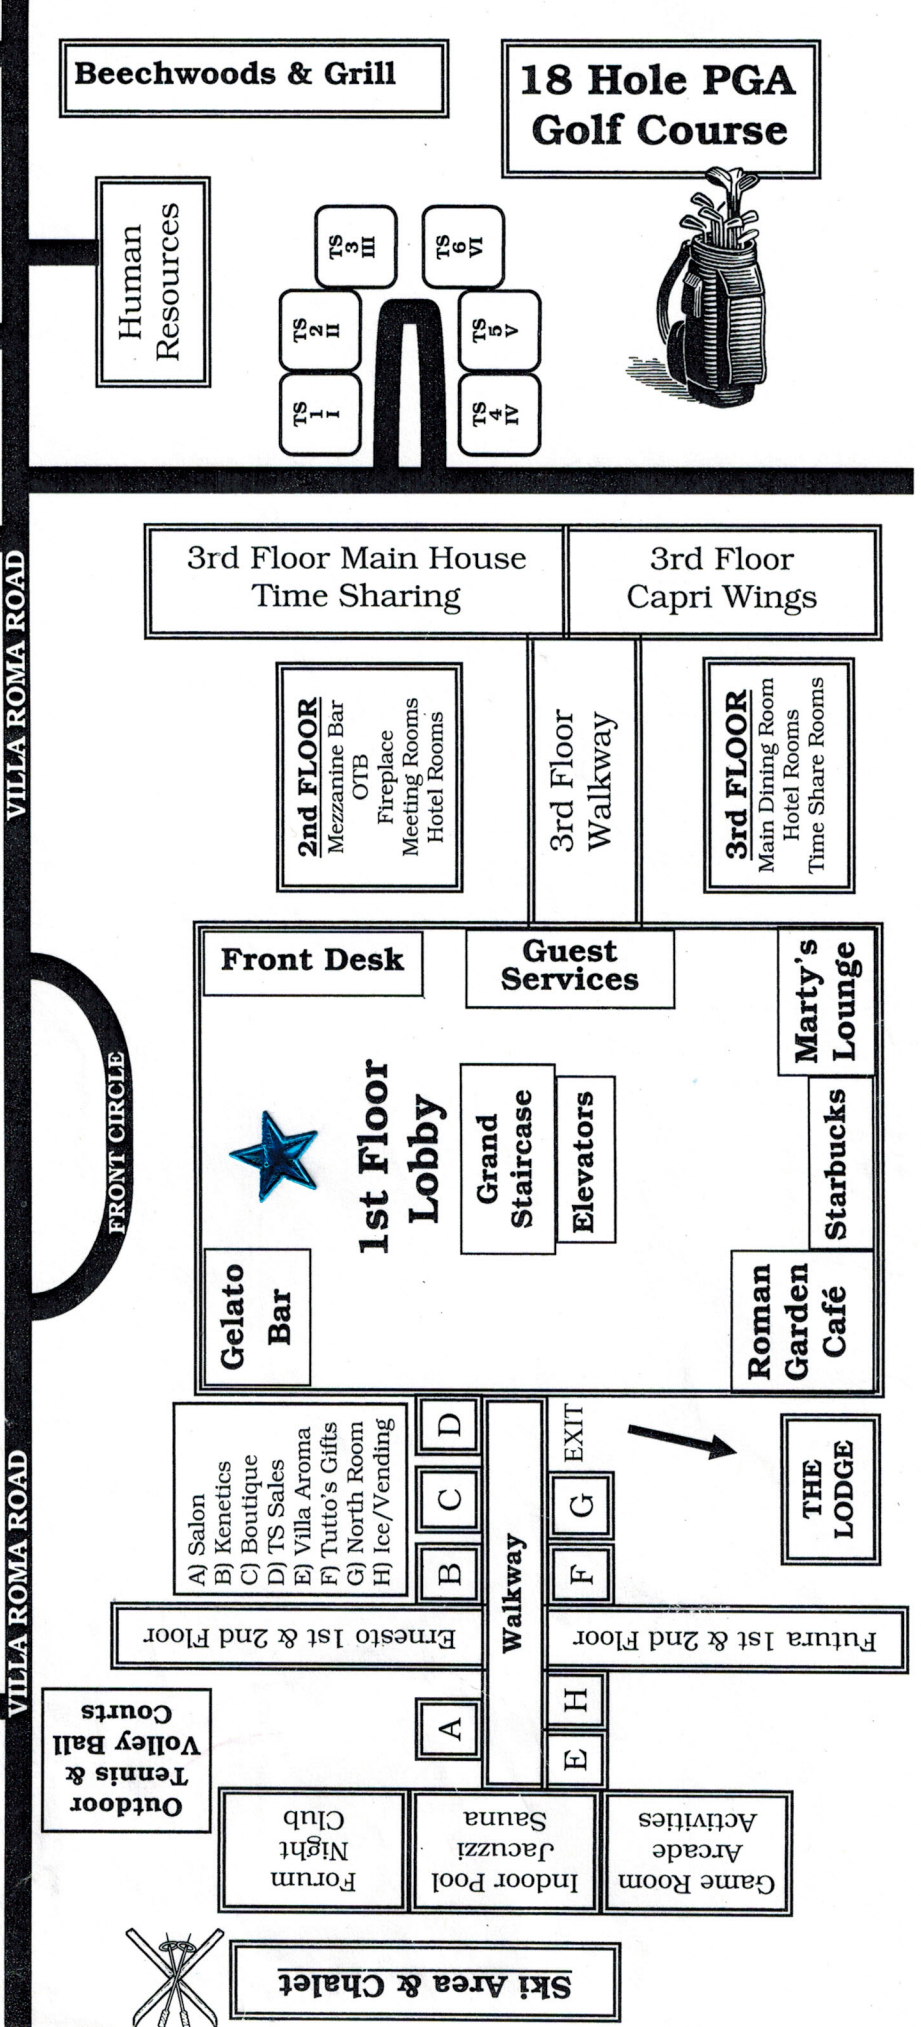 Beechwoods & Grill
18 Hole PGA
Golf Course
Human
Resources
TS
3
III
TS
6
VI
TS
2
II
TS
5
V
TS
1
I
TS
4
IV
VILLA ROMA ROAD
3rd Floor Main House
Time Sharing
3rd Floor
Capri Wings
2nd FLOOR
Mezzanine Bar
OTB
Fireplace
Meeting Rooms
Hotel Rooms
3rd Floor
Walkway
3rd FLOOR
Main Dining Room
Hotel Rooms
Time Share Rooms
Front Desk
Guest
Services
Marty's
Lounge
FRONT CIRCLE
1st Floor
Lobby
Grand
Staircase
Elevators
Starbucks
Gelato
Bar
Roman
Garden
Café
VILLA ROMA ROAD
A) Salon
B) Kenetics
C) Boutique
D) TS Sales
E) Villa Aroma
F) Tutto's Gifts
G) North Room
H) Ice/Vending
D
C
B
Walkway
EXIT
G
F
THE
LODGE
Ernesto 1st & 2nd Floor
Futura 1st & 2nd Floor
A
H
E
Outdoor
Tennis &
Volley Ball
Courts
Forum
Night
Club
Indoor Pool
Jacuzzi
Sauna
Game Room
Arcade
Activities
Ski Area & Chalet